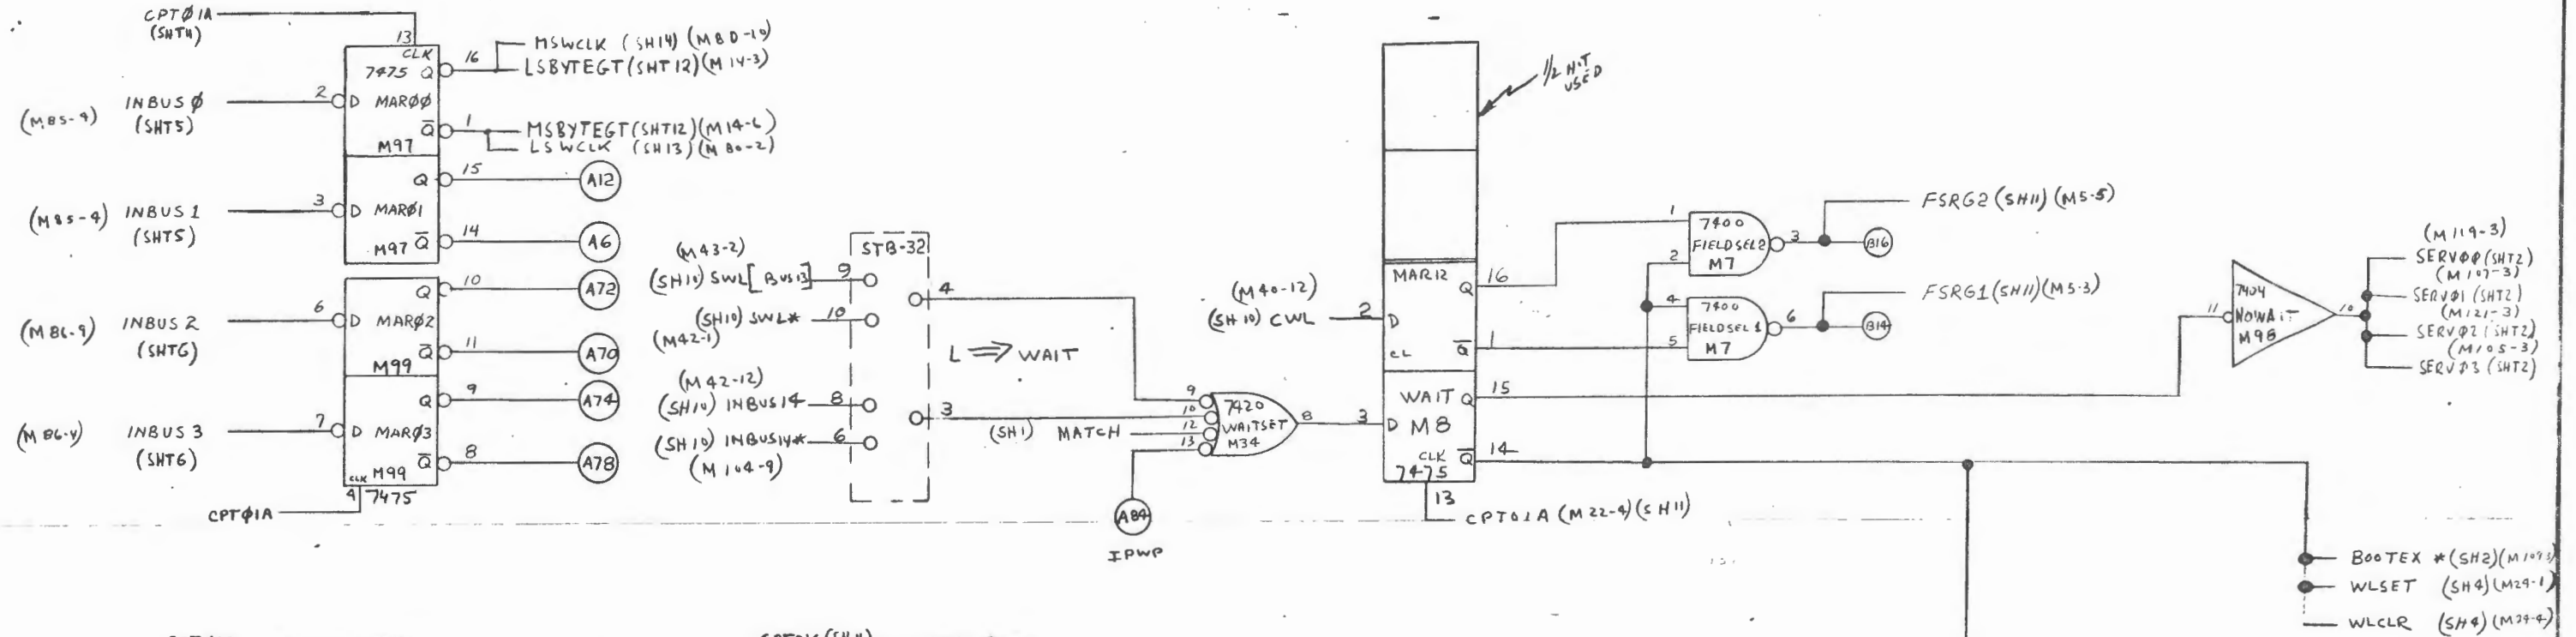 CPTØ1A
(SHT4)
13
CLK
7475 Q
16
MSWCLK (SH14) (M80-10)
LSBYTEGT (SHT12) (M14-3)
(M85-9)
INBUS Ø
(SHT5)
2
D MARØØ
Q
1
MSBYTEGT (SHT12) (M14-6)
LSWCLK (SH13) (M80-2)
M97
Q
15
A12
(M85-4)
INBUS 1
(SHT5)
3
D MARØ1
M97 Q
14
A6
Q
10
A72
(M86-9)
INBUS 2
(SHT6)
6
D MARØ2
Q
11
A70
M99
Q
9
A74
(M86-4)
INBUS 3
(SHT6)
7
D MARØ3
Q
8
A78
CLK M99
4 7475
CPTØ1A
STB-32
(M43-2)
(SH10) SWL [BUS13]
9
4
(SH10) SWL*
10
(M42-1)
L ⟹ WAIT
(M42-12)
(SH10) INBUS14
8
3
(SH10) INBUS14*
6
(M104-9)
(SH1) MATCH
9
10
12
13
7420
WAITSET
M34
8
A84
IPWP
1/2 NOT
USED
(M40-12)
(SH10) CWL
2
D
MAR12
Q
16
CL
Q
1
WAIT Q
15
3
D M8
CLK Q
14
7475
13
CPT01A (M22-4) (SH11)
1
2
7400
FIELDSEL2
M7
3
B16
FSRG2 (SH11) (M5-5)
4
5
7400
FIELDSEL1
M7
6
B14
FSRG1 (SH11) (M5-3)
11
7404
NOWAIT
M98
10
(M119-3)
SERVØØ (SHT2)
(M107-3)
SERVØ1 (SHT2)
(M121-3)
SERVØ2 (SHT2)
(M105-3)
SERVØ3 (SHT2)
BOOTEX * (SH2)
WLSET (SH4) (M29-1)
WLCLR (SH4) (M29-4)